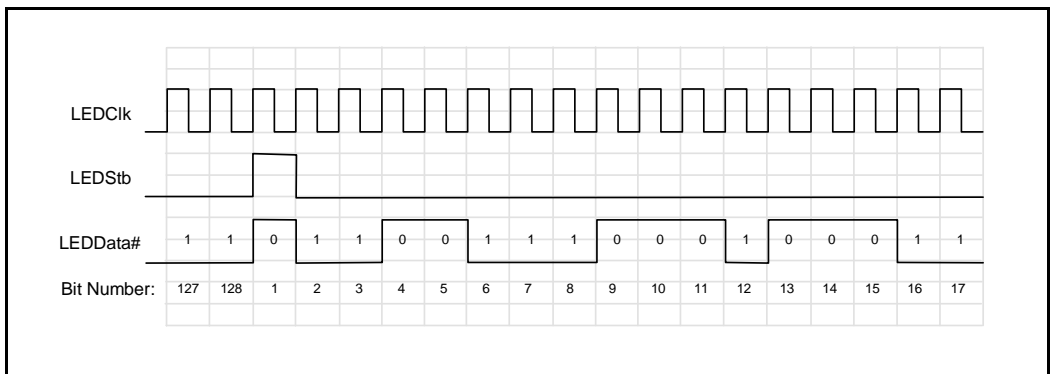 LEDClk
LEDStb
LEDData# 1 1 0 1 1 0 0 1 1 1 0 0 0 1 0 0 0 1 1
Bit Number: 127 128 1 2 3 4 5 6 7 8 9 10 11 12 13 14 15 16 17